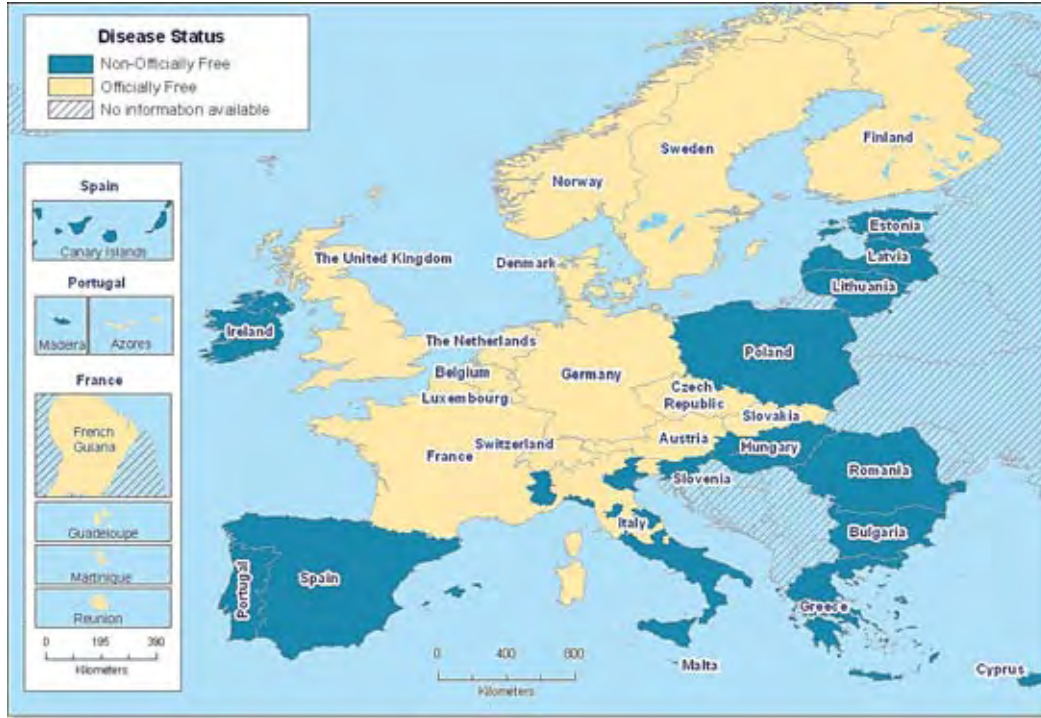 Disease Status
Non-Officially Free
Officially Free
No information available
Spain
Canary Islands
Portugal
Madeira
Azores
France
French
Guiana
Guadeloupe
Martinique
Reunion
0 195 390
Kilometers
Sweden
Finland
Norway
Estonia
The United Kingdom
Denmark
Latvia
Lithuania
Ireland
The Netherlands
Poland
Belgium
Germany
Czech
Republic
Luxembourg
Slovakia
Switzerland
Austria
France
Hungary
Slovenia
Romania
Italy
Bulgaria
Portugal
Spain
Greece
0 400 800
Kilometers
Malta
Cyprus